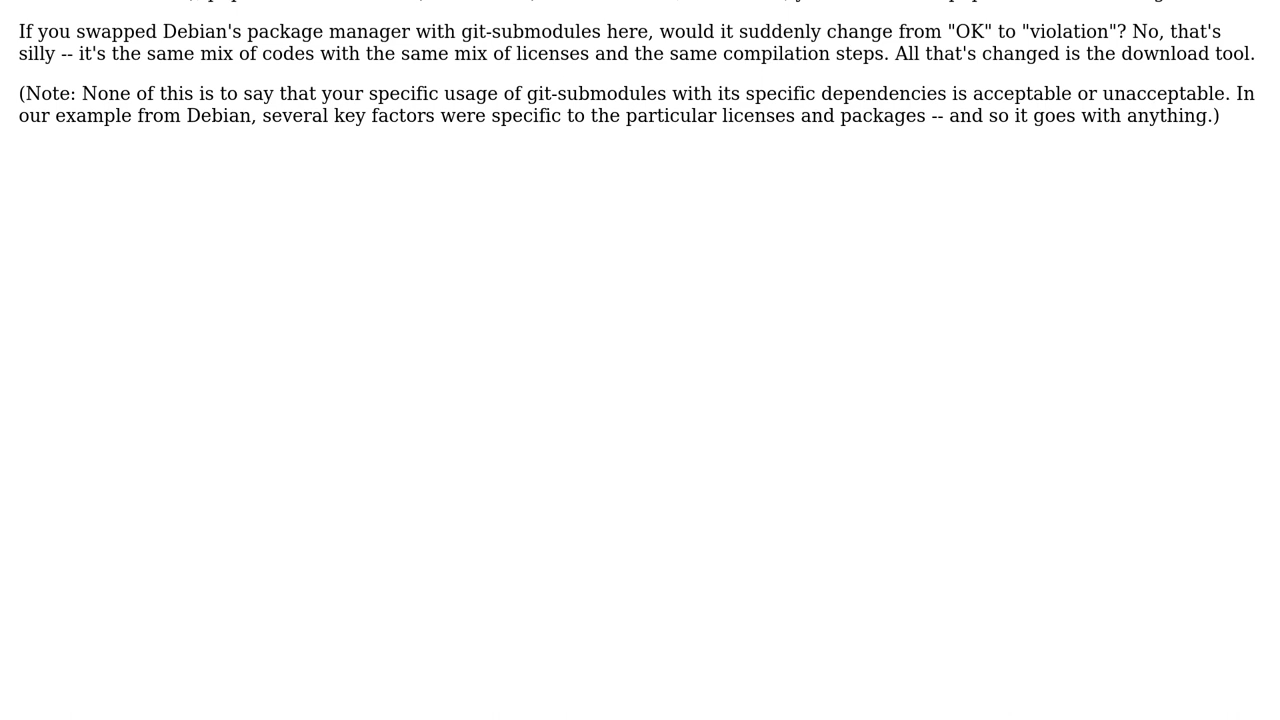 If you swapped Debian's package manager with git-submodules here, would it suddenly change from "OK" to "violation"? No, that's
silly -- it's the same mix of codes with the same mix of licenses and the same compilation steps. All that's changed is the download tool.
(Note: None of this is to say that your specific usage of git-submodules with its specific dependencies is acceptable or unacceptable. In
our example from Debian, several key factors were specific to the particular licenses and packages -- and so it goes with anything.)